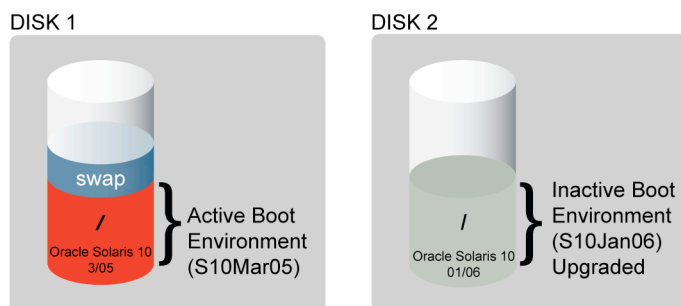 DISK 1
swap
/
Oracle Solaris 10
3/05
Active Boot
Environment
(S10Mar05)
DISK 2
/
Oracle Solaris 10
01/06
Inactive Boot
Environment
(S10Jan06)
Upgraded